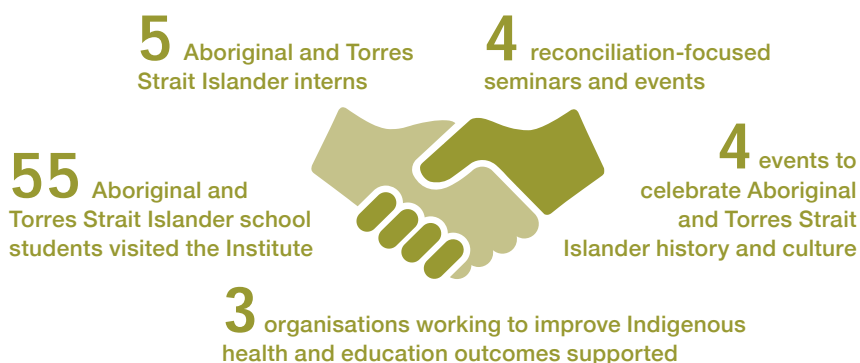 5 Aboriginal and Torres
Strait Islander interns
4 reconciliation-focused
seminars and events
55 Aboriginal and
Torres Strait Islander school
students visited the Institute
4 events to
celebrate Aboriginal
and Torres Strait
Islander history and culture
3 organisations working to improve Indigenous
health and education outcomes supported